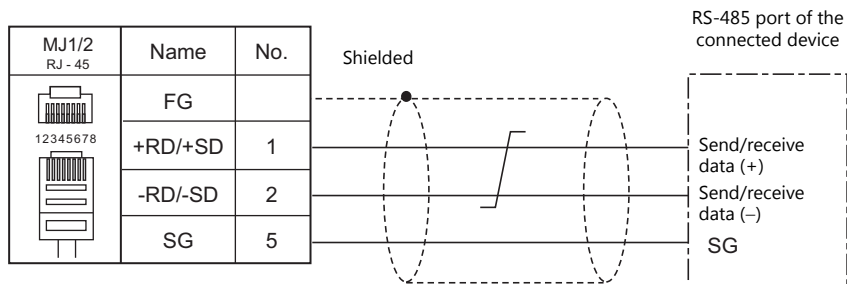 RS-485 port of the
connected device
MJ1/2
RJ - 45
Name
No.
Shielded
FG
12345678
+RD/+SD
1
Send/receive
data (+)
-RD/-SD
2
Send/receive
data (−)
SG
5
SG